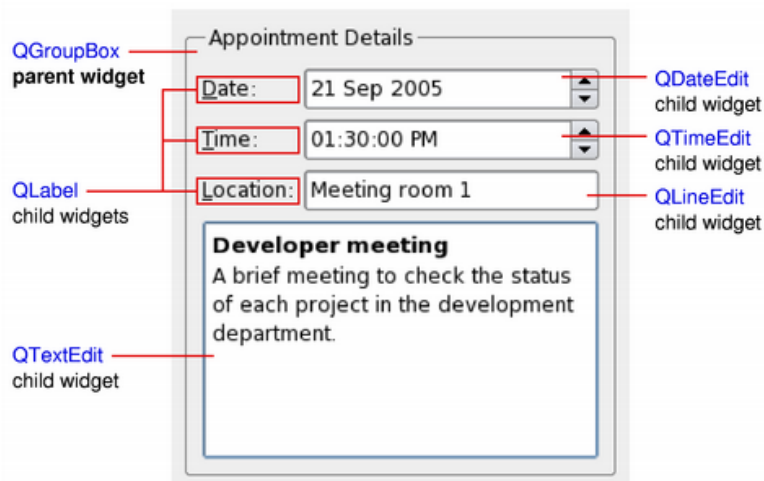 Appointment Details
QGroupBox
parent widget
Date:
21 Sep 2005
QDateEdit
child widget
Time:
01:30:00 PM
QTimeEdit
child widget
QLabel
child widgets
Location:
Meeting room 1
QLineEdit
child widget
Developer meeting
A brief meeting to check the status
of each project in the development
department.
QTextEdit
child widget